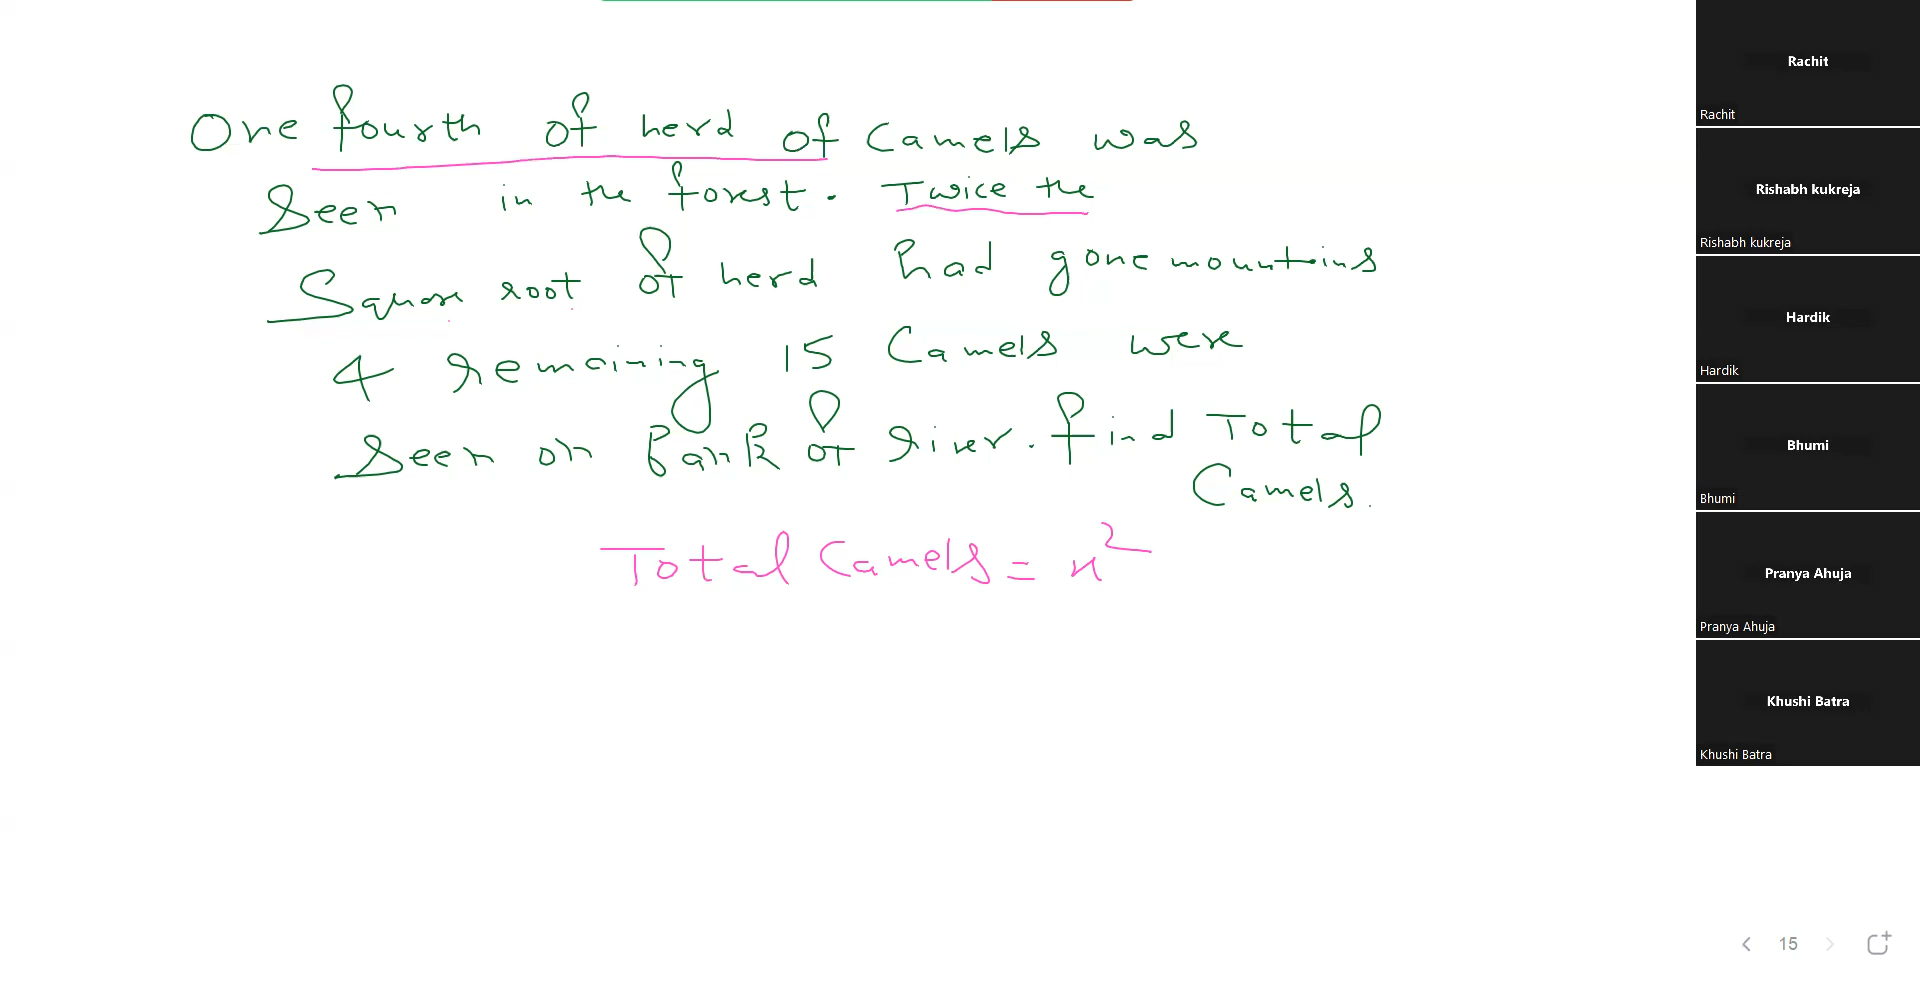 One fourth of herd of Camels was
Seen in the forest. Twice the
Square root of herd had gone mountains
& remaining 15 Camels were
Seen on Bank of river. find Total
Camels.
Total Camels = x²
Rachit
Rachit
Rishabh kukreja
Rishabh kukreja
Hardik
Hardik
Bhumi
Bhumi
Pranya Ahuja
Pranya Ahuja
Khushi Batra
Khushi Batra
15